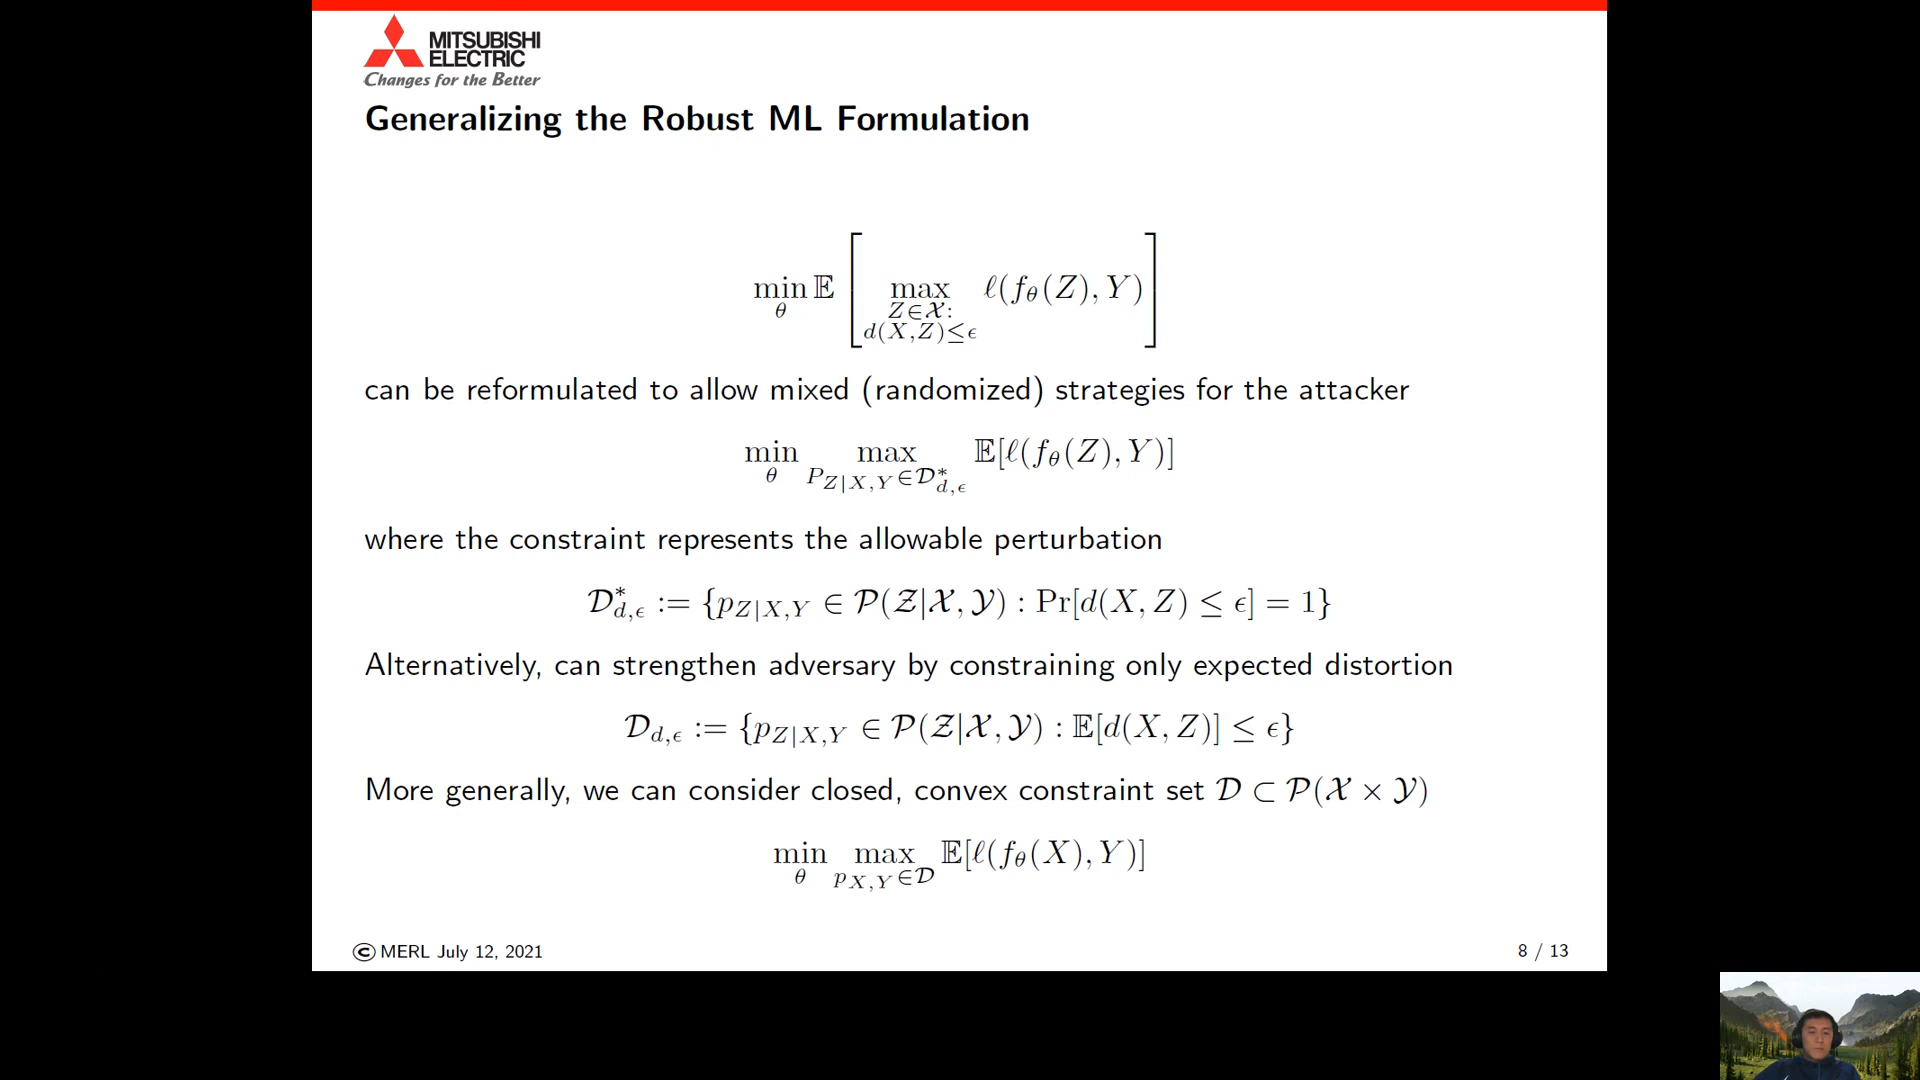 MITSUBISHI
ELECTRIC
Changes for the Better
Generalizing the Robust ML Formulation
min_θ 𝔼 [ max_{Z∈𝒳: d(X,Z)≤ϵ} ℓ(f_θ(Z), Y) ]
can be reformulated to allow mixed (randomized) strategies for the attacker
min_θ max_{P_{Z|X,Y}∈𝒟*_{d,ϵ}} 𝔼[ℓ(f_θ(Z), Y)]
where the constraint represents the allowable perturbation
𝒟*_{d,ϵ} := {p_{Z|X,Y} ∈ 𝒫(𝒵|𝒳, 𝒴) : Pr[d(X, Z) ≤ ϵ] = 1}
Alternatively, can strengthen adversary by constraining only expected distortion
𝒟_{d,ϵ} := {p_{Z|X,Y} ∈ 𝒫(𝒵|𝒳, 𝒴) : 𝔼[d(X, Z)] ≤ ϵ}
More generally, we can consider closed, convex constraint set 𝒟 ⊂ 𝒫(𝒳 × 𝒴)
min_θ max_{p_{X,Y}∈𝒟} 𝔼[ℓ(f_θ(X), Y)]
© MERL July 12, 2021
8 / 13